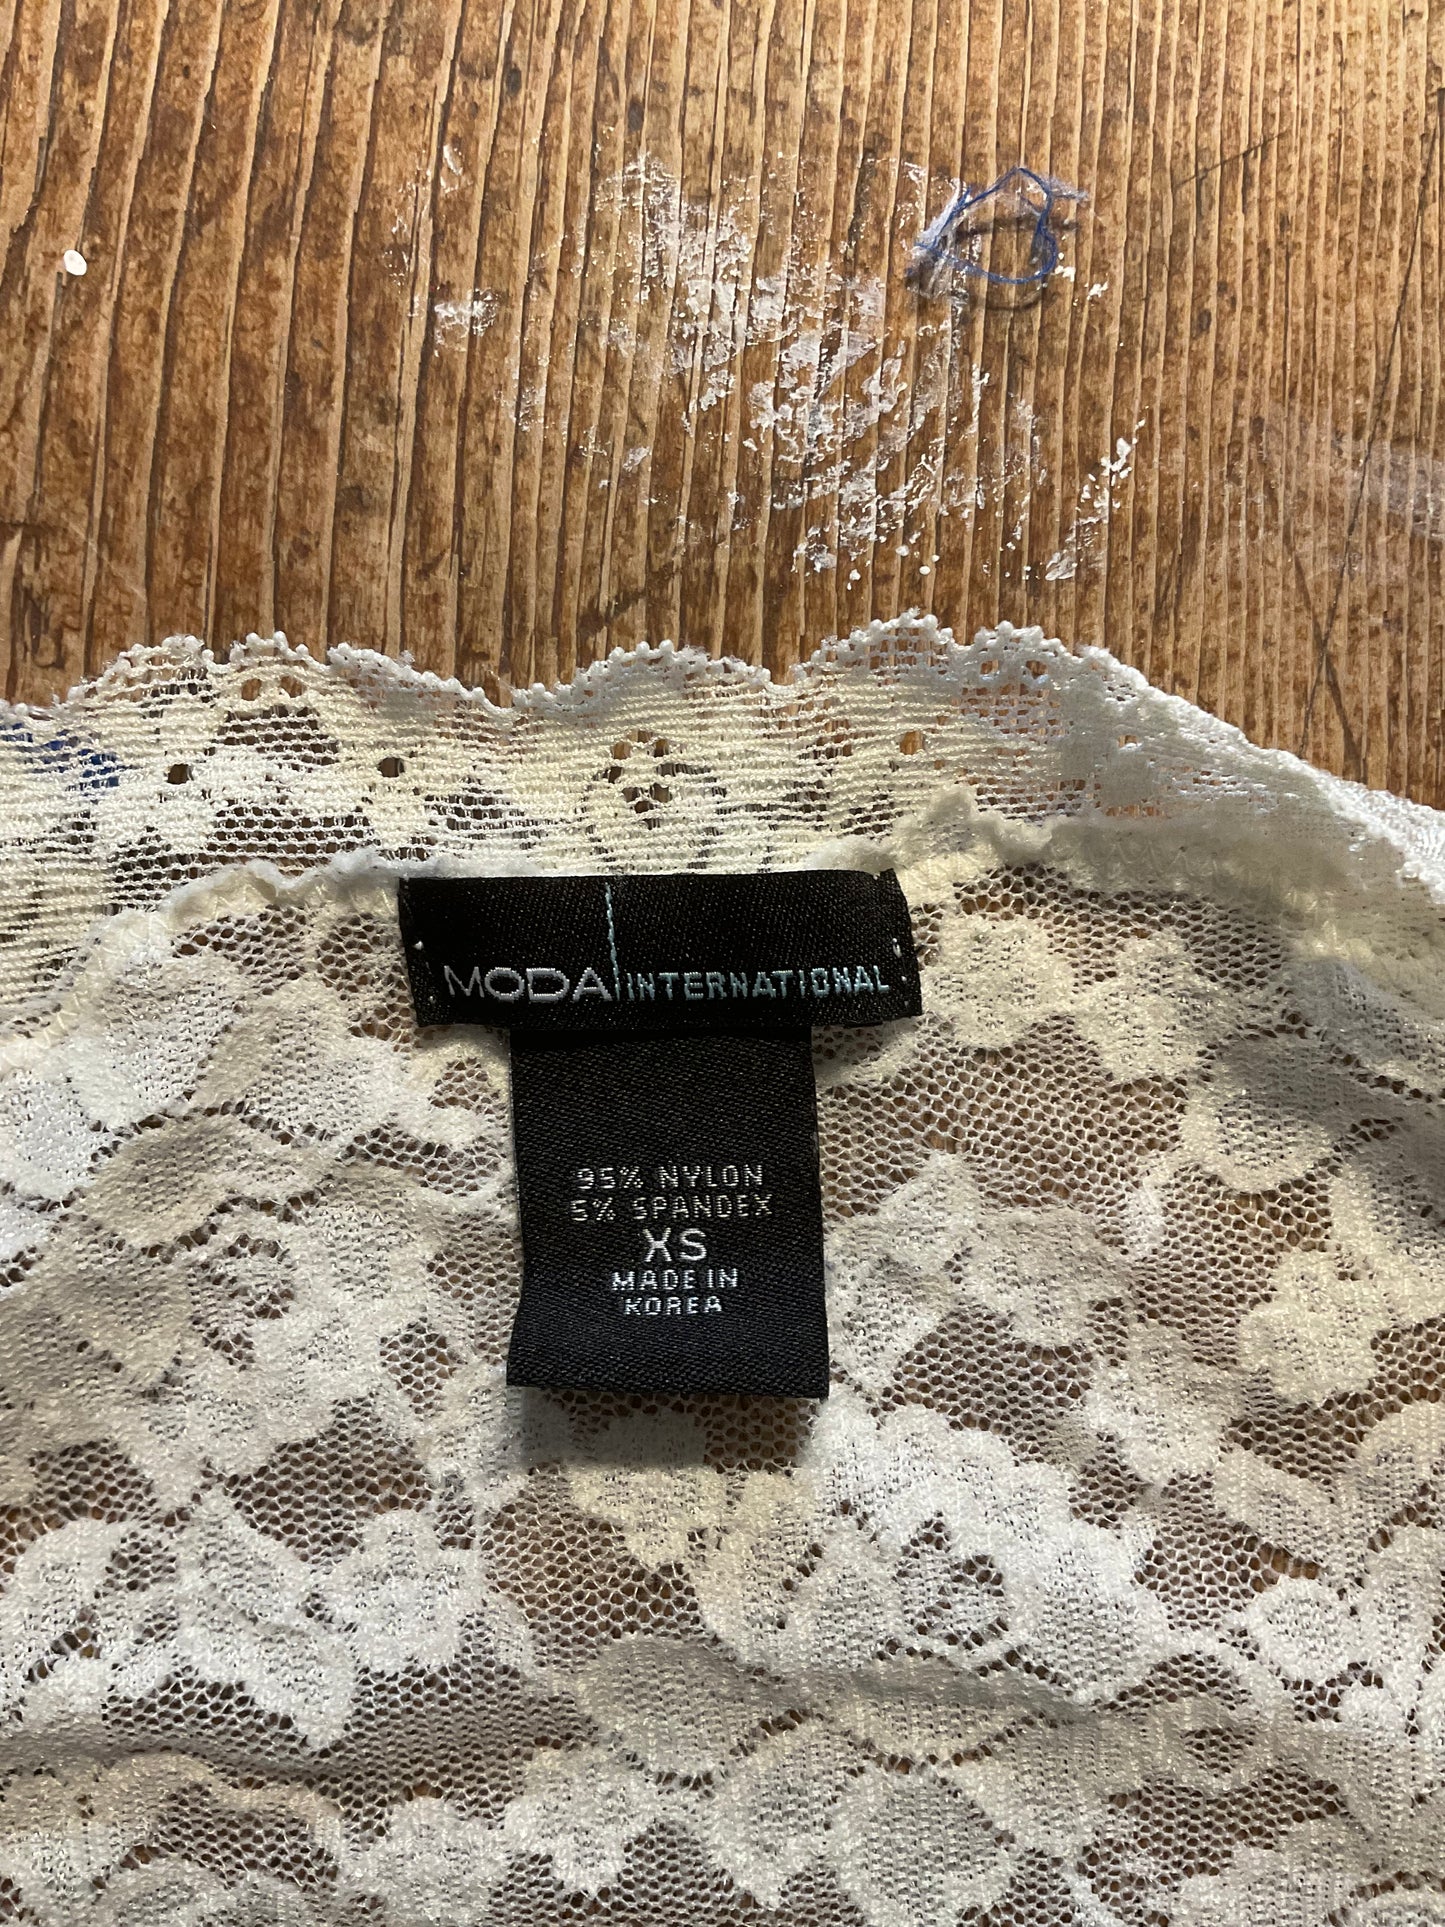 MODA|INTERNATIONAL
95% NYLON
5% SPANDEX
XS
MADE IN
KOREA